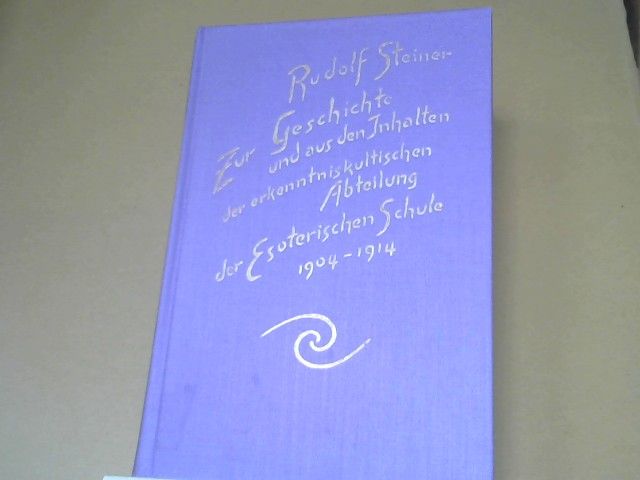 Rudolf Steiner
Zur Geschichte
und aus den Inhalten
der erkenntniskultischen
Abteilung
der Esoterischen Schule
1904-1914